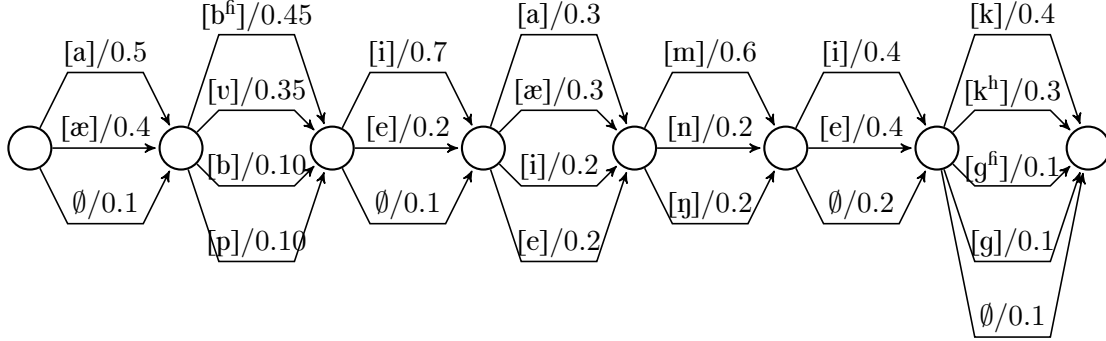 [a]/0.5
[æ]/0.4
∅/0.1
[bʱ]/0.45
[ʋ]/0.35
[b]/0.10
[p]/0.10
[i]/0.7
[e]/0.2
∅/0.1
[a]/0.3
[æ]/0.3
[i]/0.2
[e]/0.2
[m]/0.6
[n]/0.2
[ŋ]/0.2
[i]/0.4
[e]/0.4
∅/0.2
[k]/0.4
[kʰ]/0.3
[gʱ]/0.1
[g]/0.1
∅/0.1